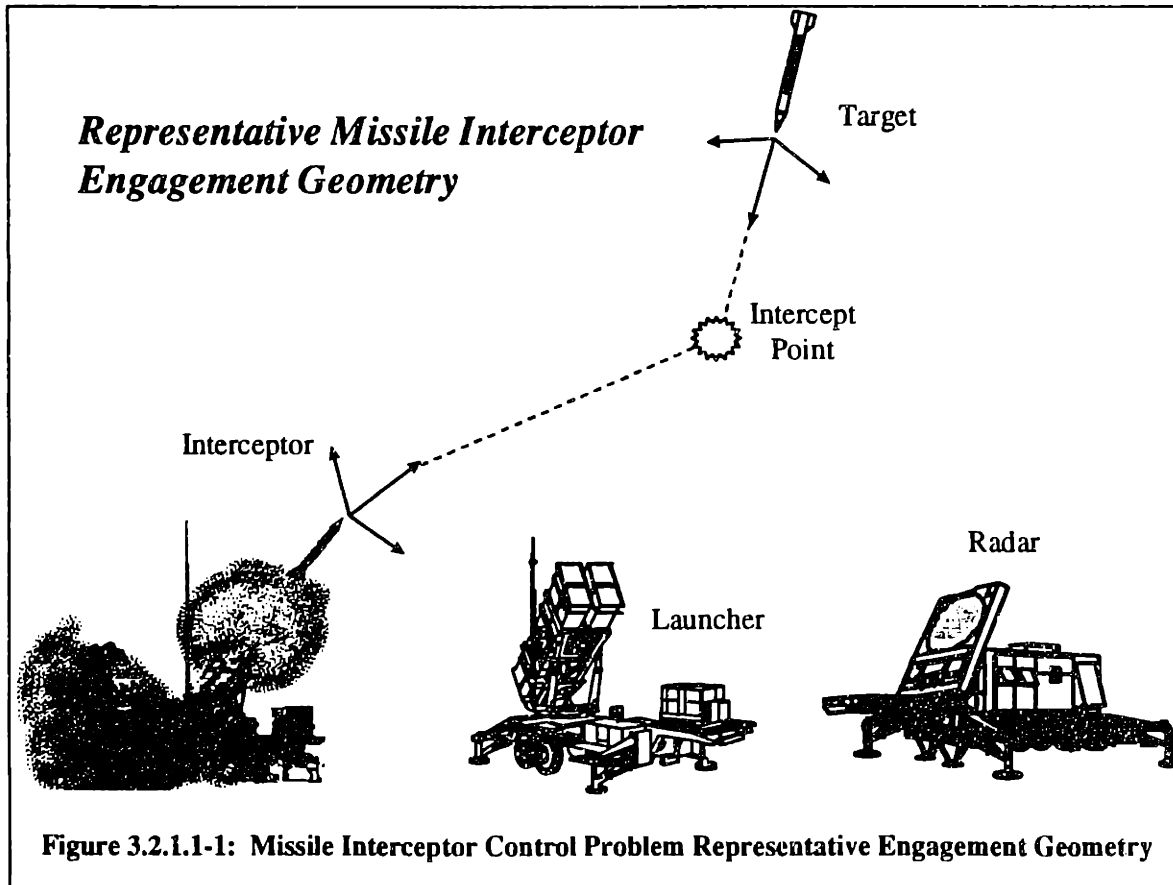 Representative Missile Interceptor
Engagement Geometry
Target
Intercept
Point
Interceptor
Radar
Launcher
Figure 3.2.1.1-1: Missile Interceptor Control Problem Representative Engagement Geometry